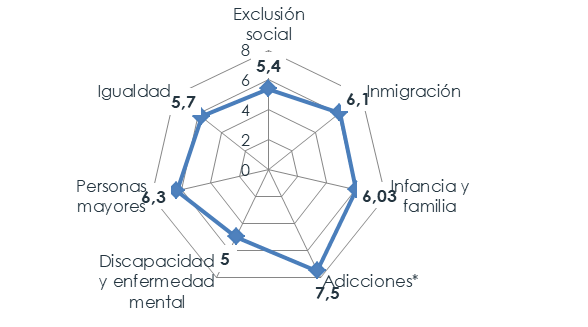 Exclusión
social
8
5,4
6
Igualdad
5,7
6,1
Inmigración
4
2
0
Personas
mayores
6,3
6,03
Infancia y
familia
Discapacidad
y enfermedad
mental
5
Adicciones*
7,5